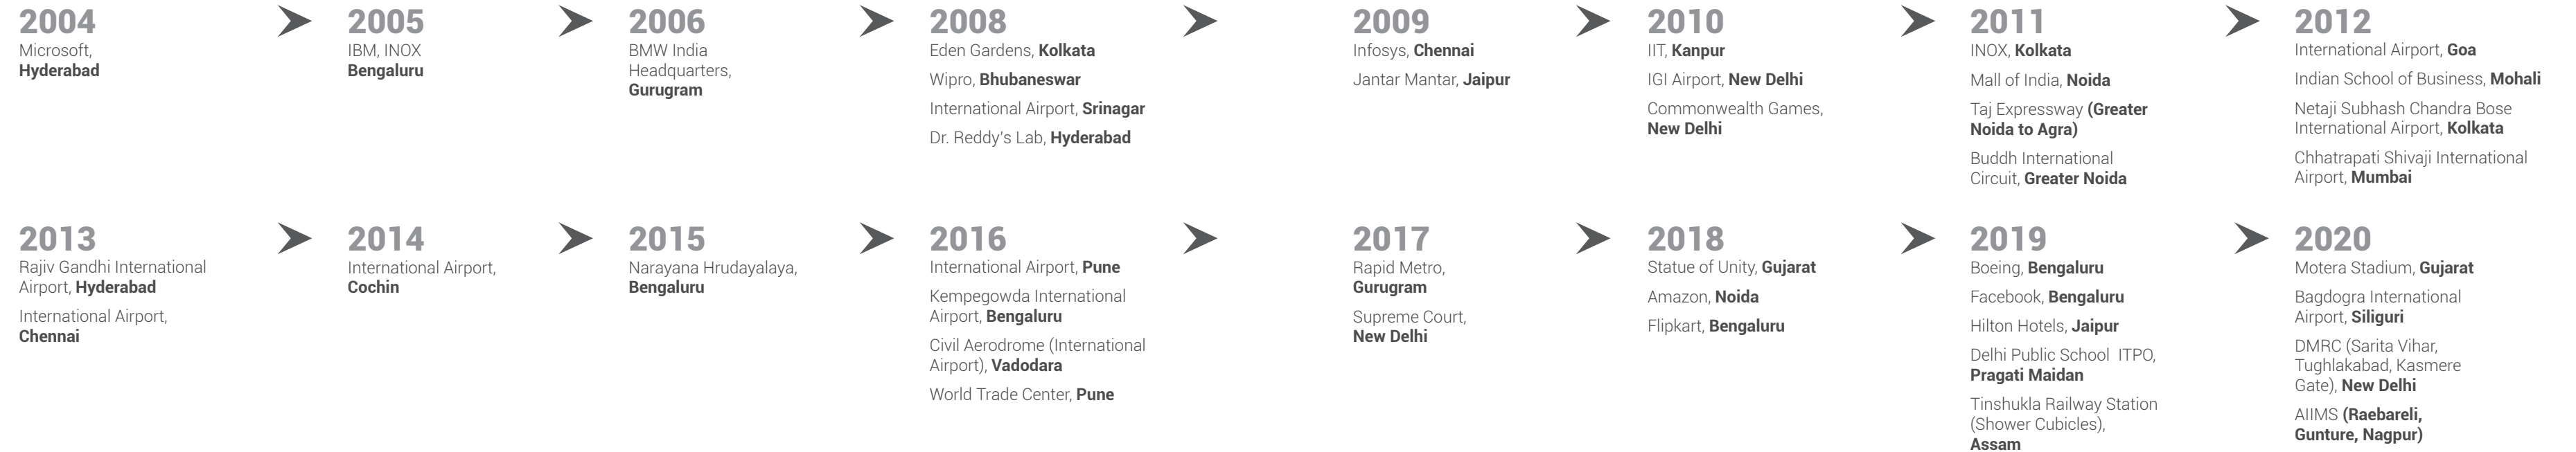 2004
Microsoft,
Hyderabad
2005
IBM, INOX
Bengaluru
2006
BMW India
Headquarters,
Gurugram
2008
Eden Gardens, Kolkata
Wipro, Bhubaneswar
International Airport, Srinagar
Dr. Reddy's Lab, Hyderabad
2009
Infosys, Chennai
Jantar Mantar, Jaipur
2010
IIT, Kanpur
IGI Airport, New Delhi
Commonwealth Games,
New Delhi
2011
INOX, Kolkata
Mall of India, Noida
Taj Expressway (Greater
Noida to Agra)
Buddh International
Circuit, Greater Noida
2012
International Airport, Goa
Indian School of Business, Mohali
Netaji Subhash Chandra Bose
International Airport, Kolkata
Chhatrapati Shivaji International
Airport, Mumbai
2013
Rajiv Gandhi International
Airport, Hyderabad
International Airport,
Chennai
2014
International Airport,
Cochin
2015
Narayana Hrudayalaya,
Bengaluru
2016
International Airport, Pune
Kempegowda International
Airport, Bengaluru
Civil Aerodrome (International
Airport), Vadodara
World Trade Center, Pune
2017
Rapid Metro,
Gurugram
Supreme Court,
New Delhi
2018
Statue of Unity, Gujarat
Amazon, Noida
Flipkart, Bengaluru
2019
Boeing, Bengaluru
Facebook, Bengaluru
Hilton Hotels, Jaipur
Delhi Public School  ITPO,
Pragati Maidan
Tinshukla Railway Station
(Shower Cubicles),
Assam
2020
Motera Stadium, Gujarat
Bagdogra International
Airport, Siliguri
DMRC (Sarita Vihar,
Tughlakabad, Kasmere
Gate), New Delhi
AIIMS (Raebareli,
Gunture, Nagpur)